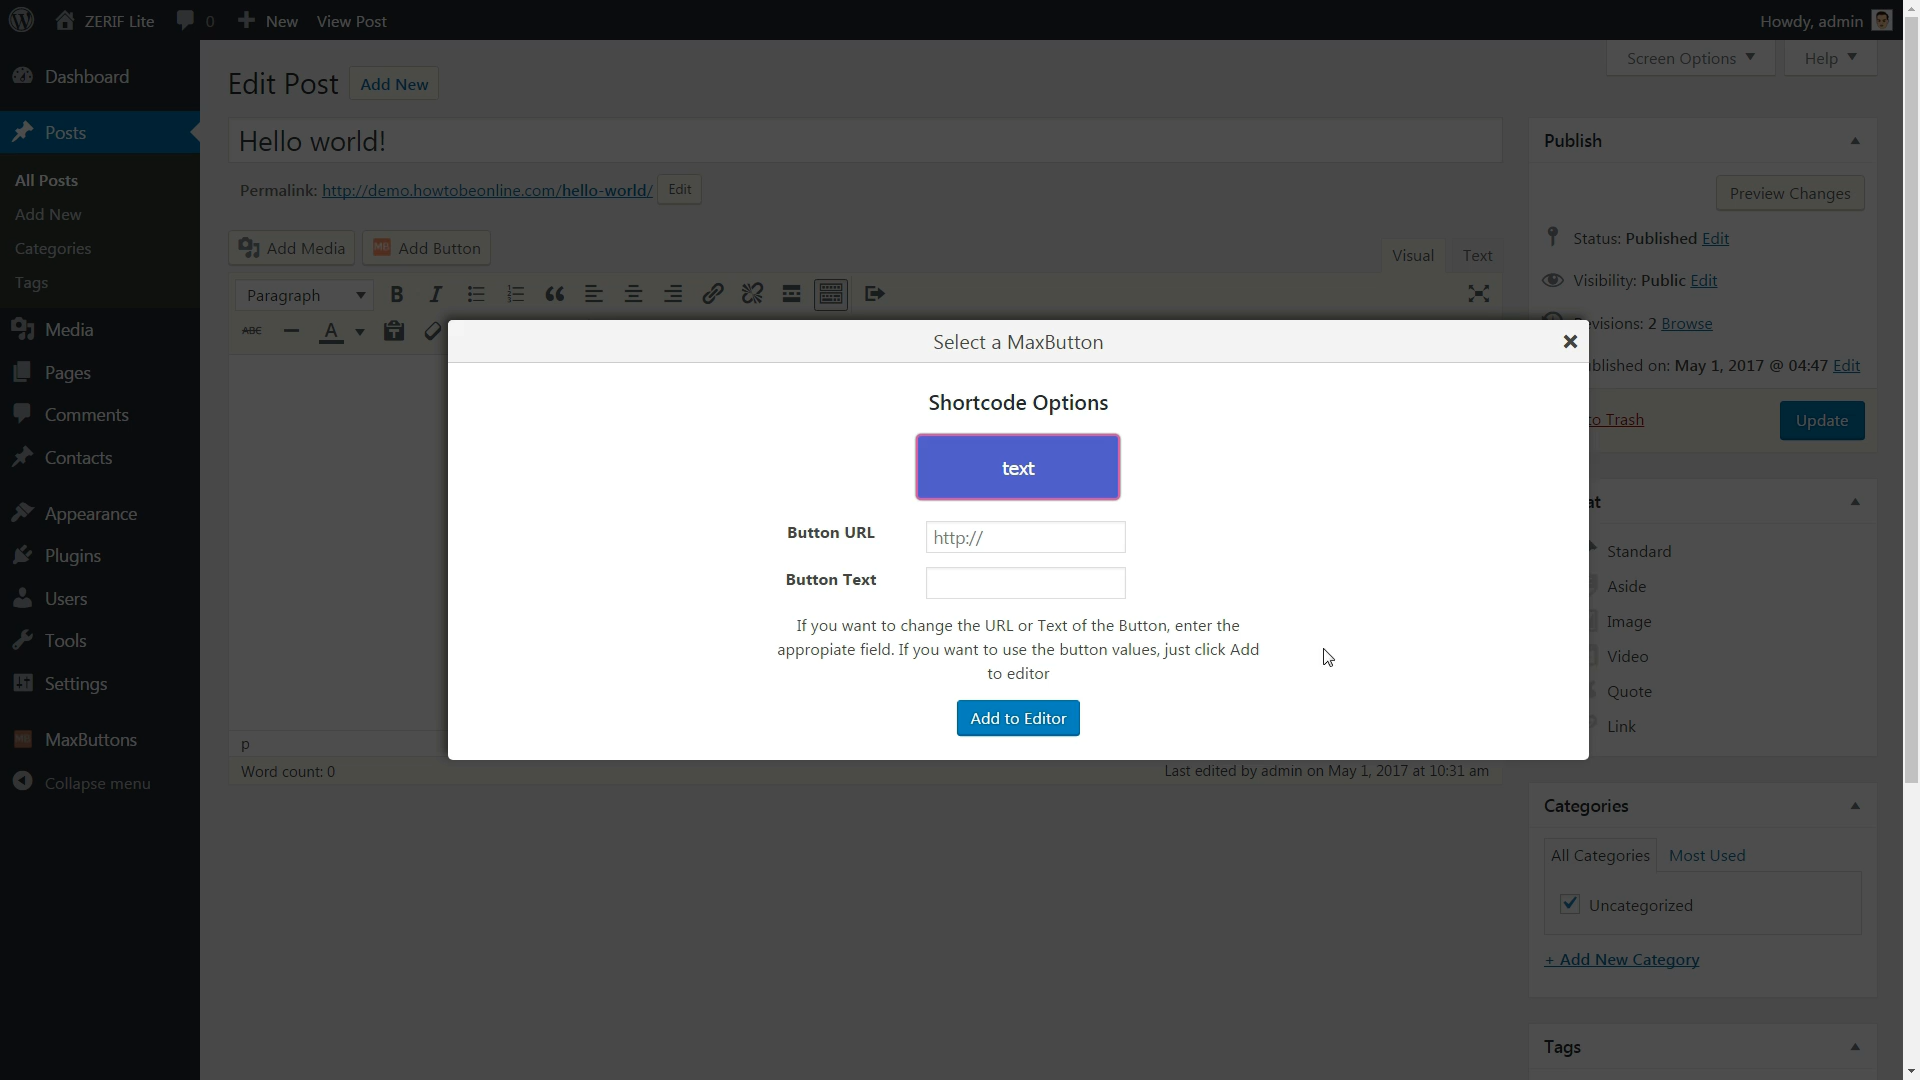 ZERIF Lite 0 New View Post Howdy, admin
Screen Options Help
Dashboard
Posts
All Posts
Add New
Categories
Tags
Media
Pages
Comments
Contacts
Appearance
Plugins
Users
Tools
Settings
MaxButtons
Collapse menu
Edit Post Add New
Hello world!
Permalink: http://demo.howtobeonline.com/hello-world/ Edit
Add Media MB Add Button Visual Text
Paragraph B I
ABC A
Select a MaxButton
Shortcode Options
text
Button URL http://
Button Text
If you want to change the URL or Text of the Button, enter the
appropiate field. If you want to use the button values, just click Add
to editor
Add to Editor
p
Word count: 0 Last edited by admin on May 1, 2017 at 10:31 am
Publish
Preview Changes
Status: Published Edit
Visibility: Public Edit
evisions: 2 Browse
blished on: May 1, 2017 @ 04:47 Edit
to Trash Update
at
Standard
Aside
Image
Video
Quote
Link
Categories
All Categories Most Used
Uncategorized
+ Add New Category
Tags